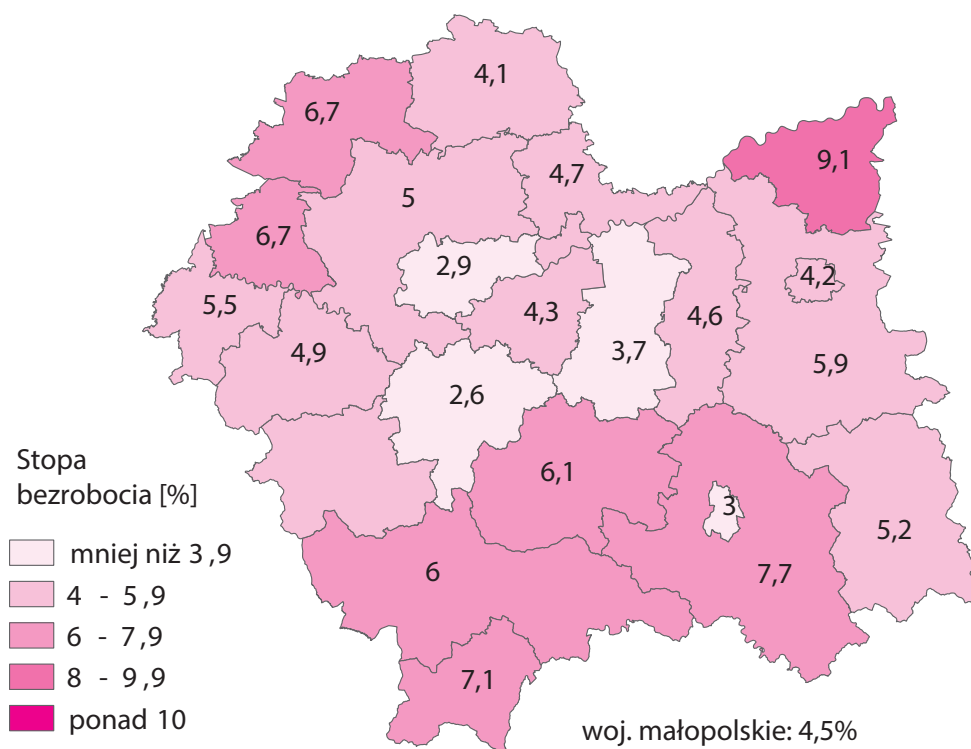 4,1
6,7
9,1
4,7
5
6,7
2,9
4,2
5,5
4,3
4,6
4,9
3,7
5,9
2,6
6,1
3
5,2
6
7,7
7,1
Stopa
bezrobocia [%]
mniej niż 3,9
4 - 5,9
6 - 7,9
8 - 9,9
ponad 10
woj. małopolskie: 4,5%